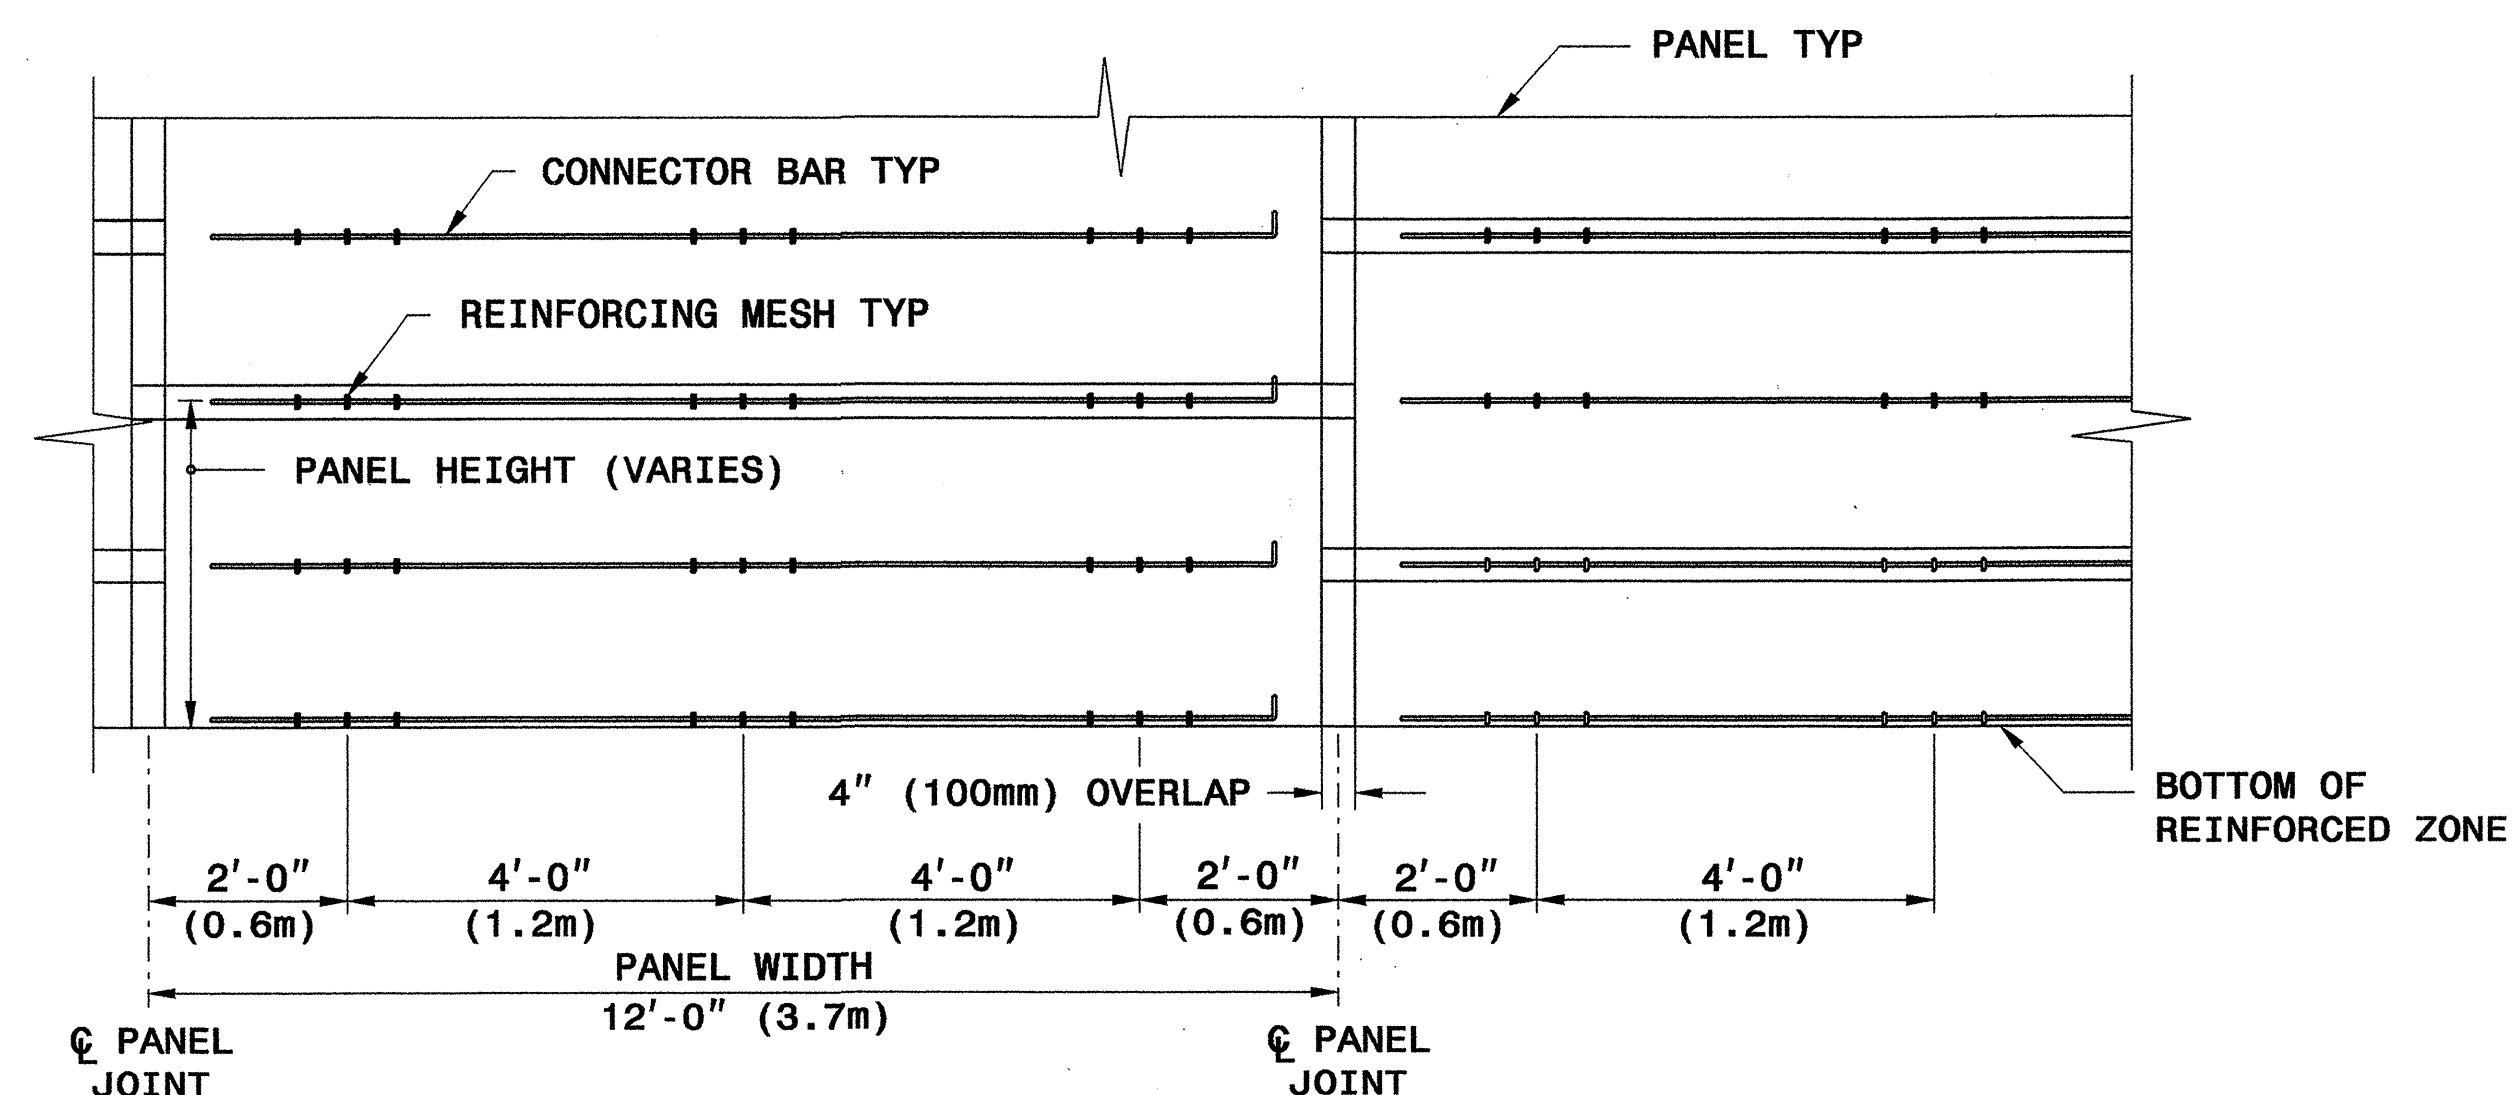 PANEL TYP
CONNECTOR BAR TYP
REINFORCING MESH TYP
PANEL HEIGHT (VARIES)
4" (100mm) OVERLAP
BOTTOM OF
REINFORCED ZONE
2'-0" 4'-0" 4'-0" 2'-0" 2'-0" 4'-0"
(0.6m) (1.2m) (1.2m) (0.6m) (0.6m) (1.2m)
PANEL WIDTH
12'-0" (3.7m)
℄ PANEL
JOINT
℄ PANEL
JOINT